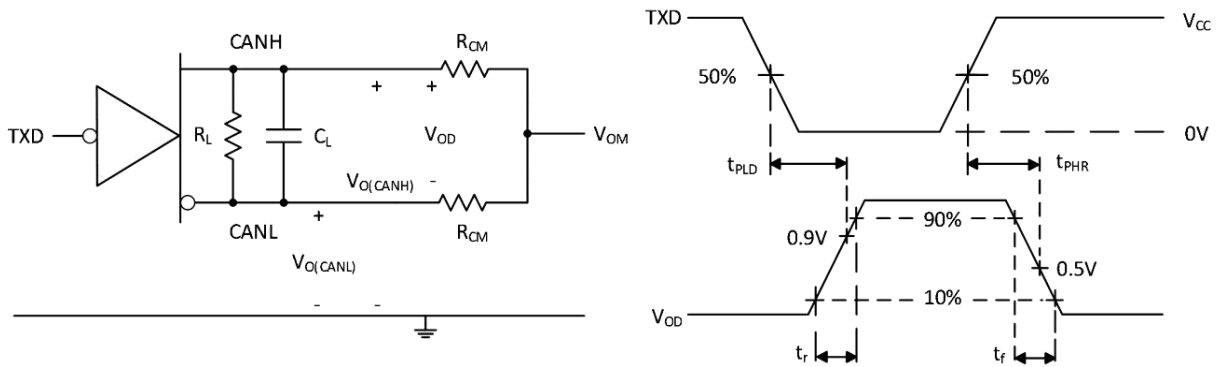 CANH
R_CM
TXD
R_L
C_L
+
+
V_OD
V_OM
V_O(CANH)
-
+
CANL
R_CM
V_O(CANL)
-
-
TXD
V_CC
50%
50%
0V
t_PLD
t_PHR
0.9V
90%
0.5V
10%
V_OD
t_r
t_f